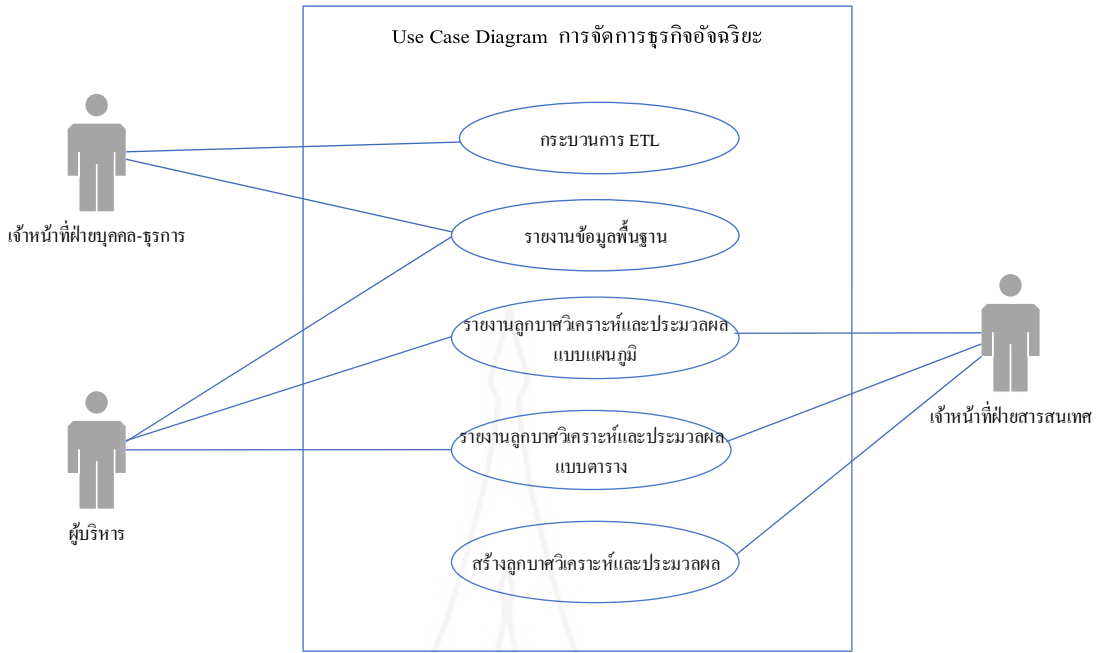 Use Case Diagram การจัดการธุรกิจอัจฉริยะ
กระบวนการ ETL
เจ้าหน้าที่ฝ่ายบุคคล-ธุรการ
รายงานข้อมูลพื้นฐาน
รายงานลูกบาศวิเคราะห์และประมวลผล
แบบแผนภูมิ
เจ้าหน้าที่ฝ่ายสารสนเทศ
รายงานลูกบาศวิเคราะห์และประมวลผล
แบบตาราง
ผู้บริหาร
สร้างลูกบาศวิเคราะห์และประมวลผล